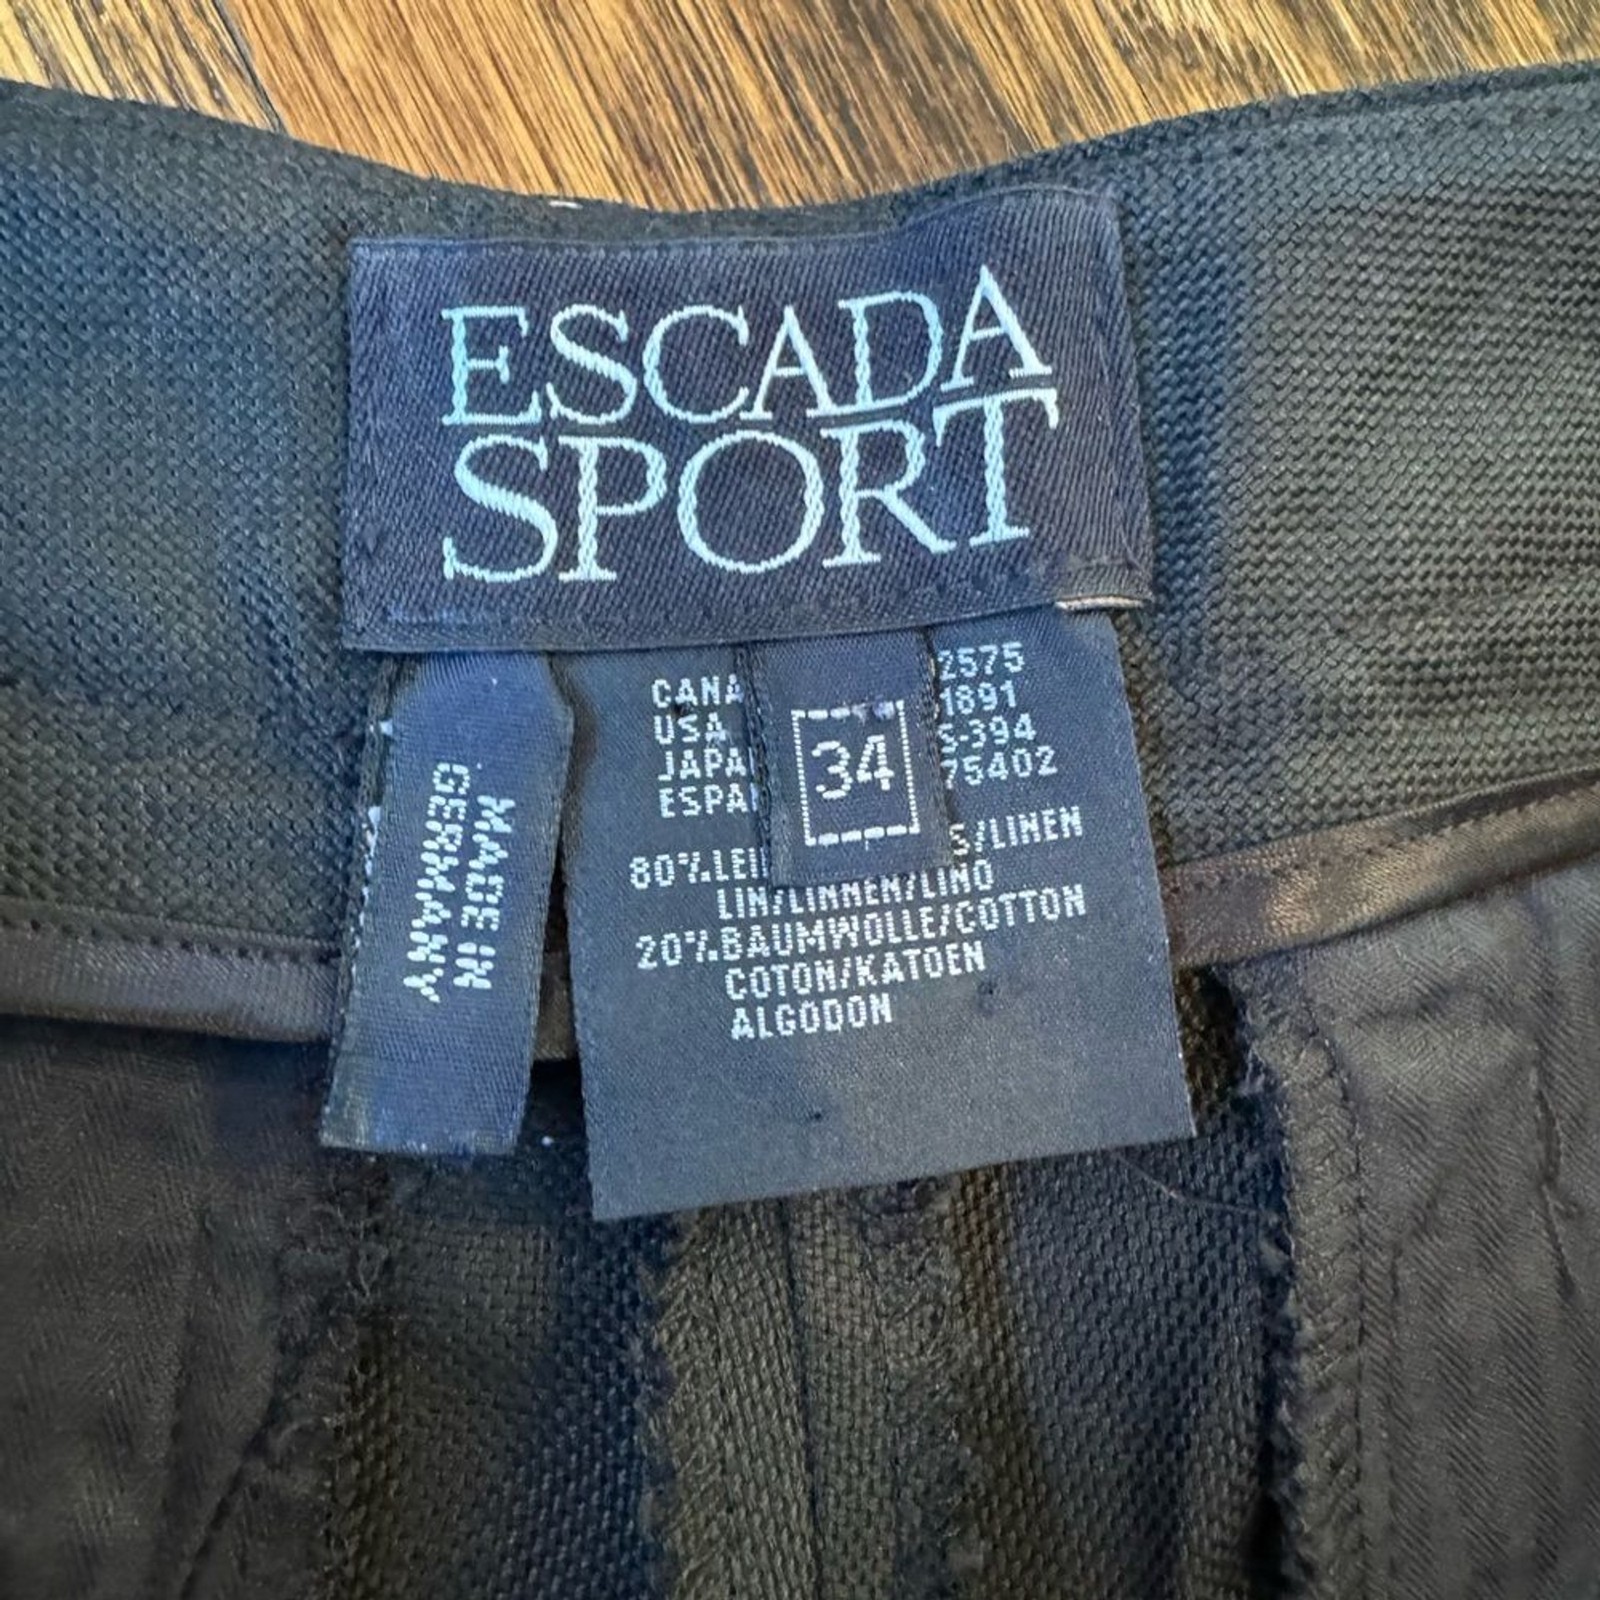 ESCADA
SPORT
MADE IN
GERMANY
34
CANA 2575
USA 1891
JAPA S-394
ESPA 75402
80% LEI S/LINEN
LIN/LINNEN/LINO
20% BAUMWOLLE/COTTON
COTON/KATOEN
ALGODON